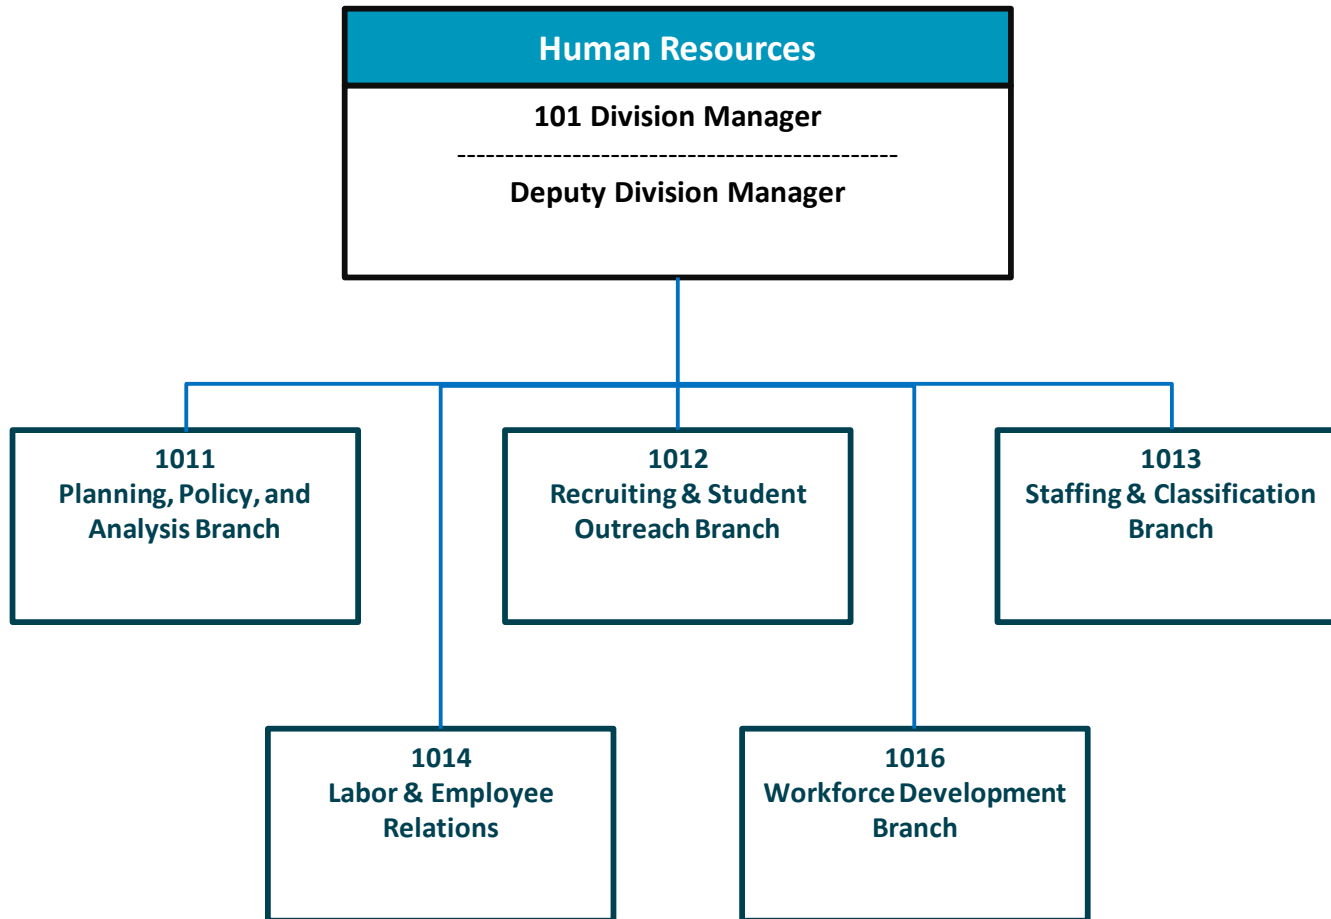 Human Resources
101 Division Manager
----------------------------------------------
Deputy Division Manager
1011
Planning, Policy, and
Analysis Branch
1012
Recruiting & Student
Outreach Branch
1013
Staffing & Classification
Branch
1014
Labor & Employee
Relations
1016
Workforce Development
Branch